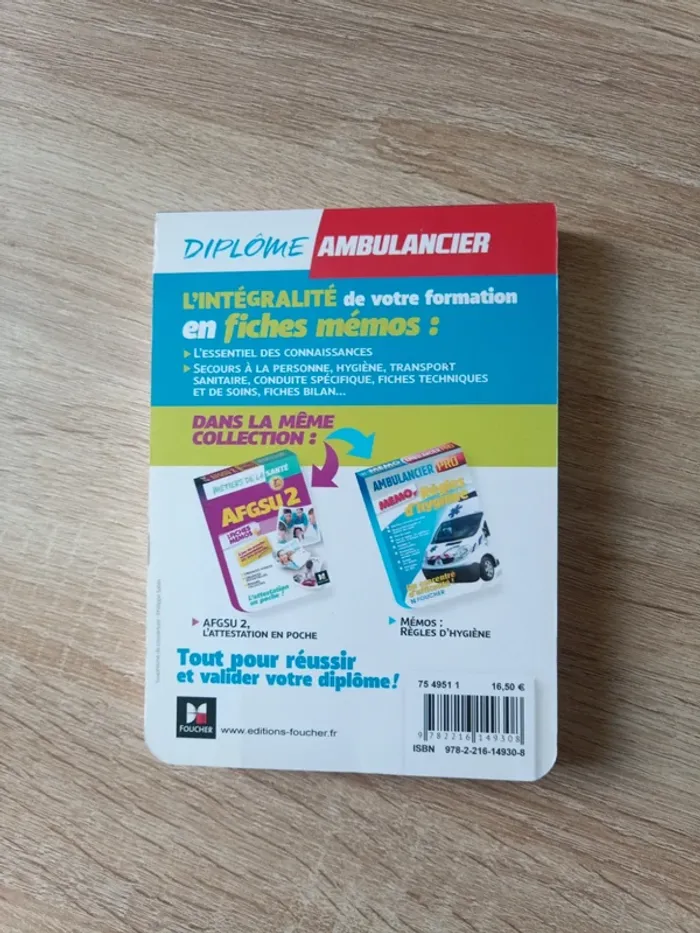 DIPLÔME AMBULANCIER
L'INTÉGRALITÉ de votre formation
en fiches mémos :
L'ESSENTIEL DES CONNAISSANCES
SECOURS À LA PERSONNE, HYGIÈNE, TRANSPORT
SANITAIRE, CONDUITE SPÉCIFIQUE, FICHES TECHNIQUES
ET DE SOINS, FICHES BILAN...
DANS LA MÊME
COLLECTION :
MÉTIERS DE LA SANTÉ
AFGSU 2
FICHES MÉMOS
L'attestation
en poche !
AMBULANCIER PRO
MEMO Règles
d'hygiène
FOUCHER
AFGSU 2,
L'ATTESTATION EN POCHE
MÉMOS :
RÈGLES D'HYGIÈNE
Tout pour réussir
et valider votre diplôme !
FOUCHER
www.editions-foucher.fr
75 4951 1 16,50 €
9 782216 149308
ISBN 978-2-216-14930-8